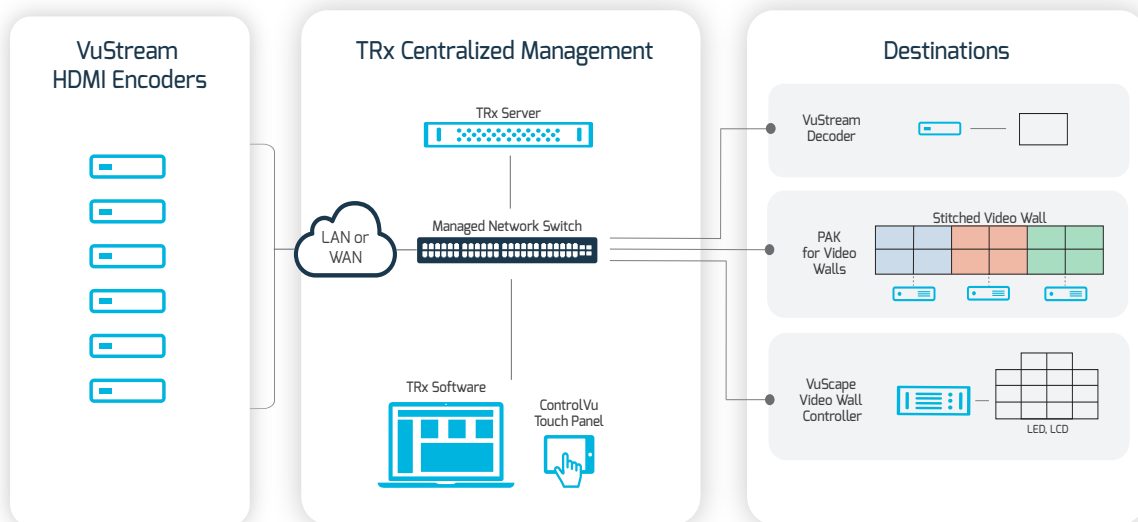 VuStream
HDMI Encoders
TRx Centralized Management
TRx Server
LAN or
WAN
Managed Network Switch
TRx Software
ControlVu
Touch Panel
Destinations
VuStream
Decoder
PAK
for Video
Walls
Stitched Video Wall
VuScape
Video Wall
Controller
LED, LCD